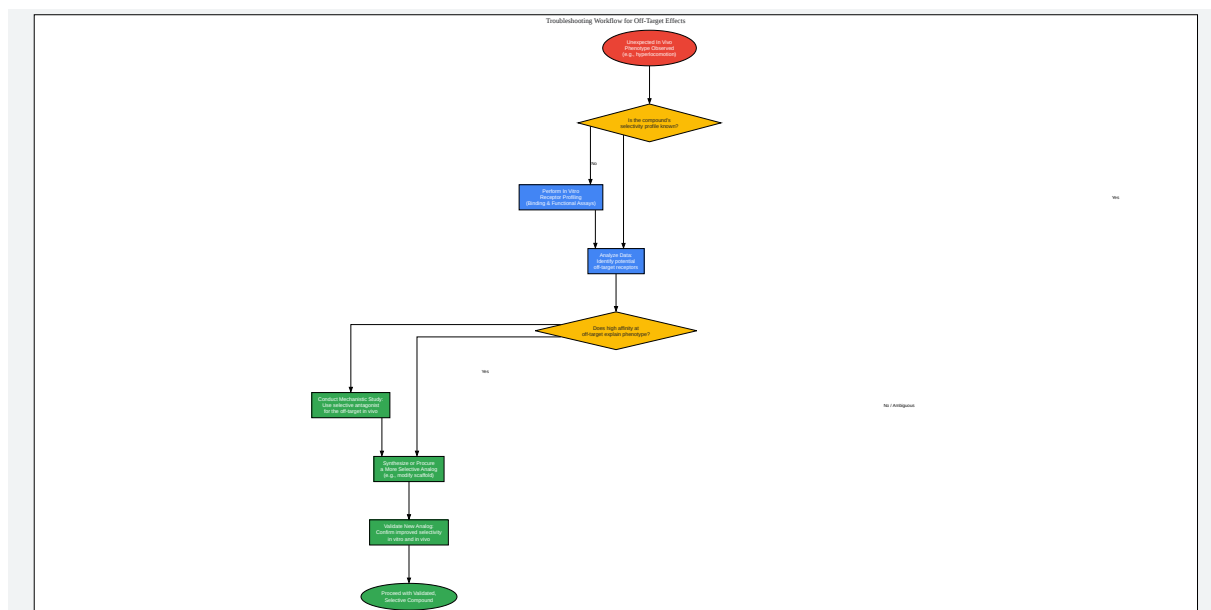 Troubleshooting Workflow for Off-Target Effects
Unexpected In Vivo
Phenotype Observed
(e.g., hyperlocomotion)
Is the compound's
selectivity profile known?
No
Perform In Vitro
Receptor Profiling
(Binding & Functional Assays)
Yes
Analyze Data:
Identify potential
off-target receptors
Does high affinity at
off-target explain phenotype?
Yes
Conduct Mechanistic Study:
Use selective antagonist
for the off-target in vivo
No / Ambiguous
Synthesize or Procure
a More Selective Analog
(e.g., modify scaffold)
Validate New Analog:
Confirm improved selectivity
in vitro and in vivo
Proceed with Validated,
Selective Compound